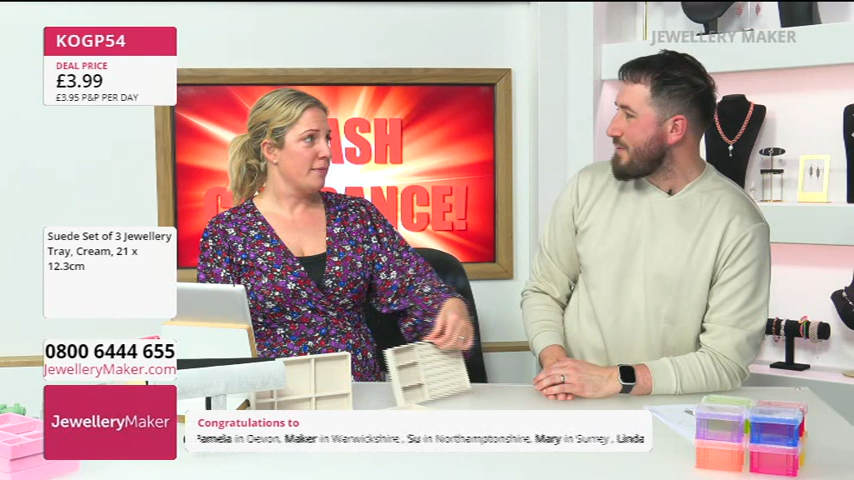 KOGP54
DEAL PRICE
£3.99
£3.95 P&P PER DAY
JEWELLERY MAKER
Suede Set of 3 Jewellery
Tray, Cream, 21 x
12.3cm
0800 6444 655
JewelleryMaker.com
JewelleryMaker
Congratulations to
Pamela in Devon, Maker in Warwickshire, Su in Northamptonshire, Mary in Surrey, Linda